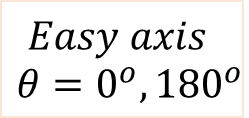 Easy axis
θ = 0°, 180°